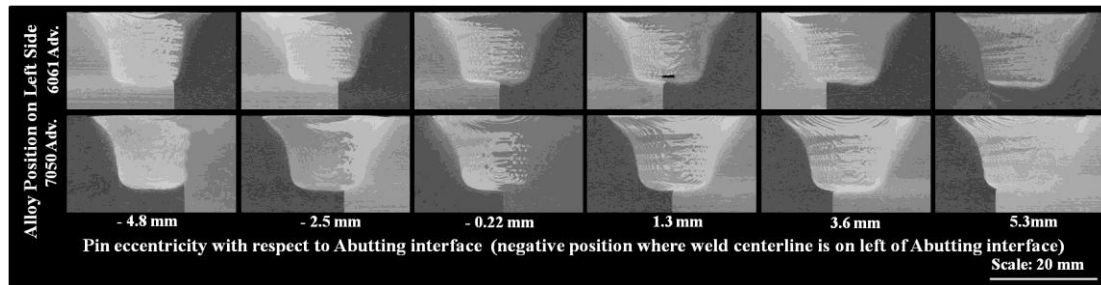 Alloy Position on Left Side
6061 Adv.
7050 Adv.
- 4.8 mm - 2.5 mm - 0.22 mm 1.3 mm 3.6 mm 5.3mm
Pin eccentricity with respect to Abutting interface (negative position where weld centerline is on left of Abutting interface)
Scale: 20 mm